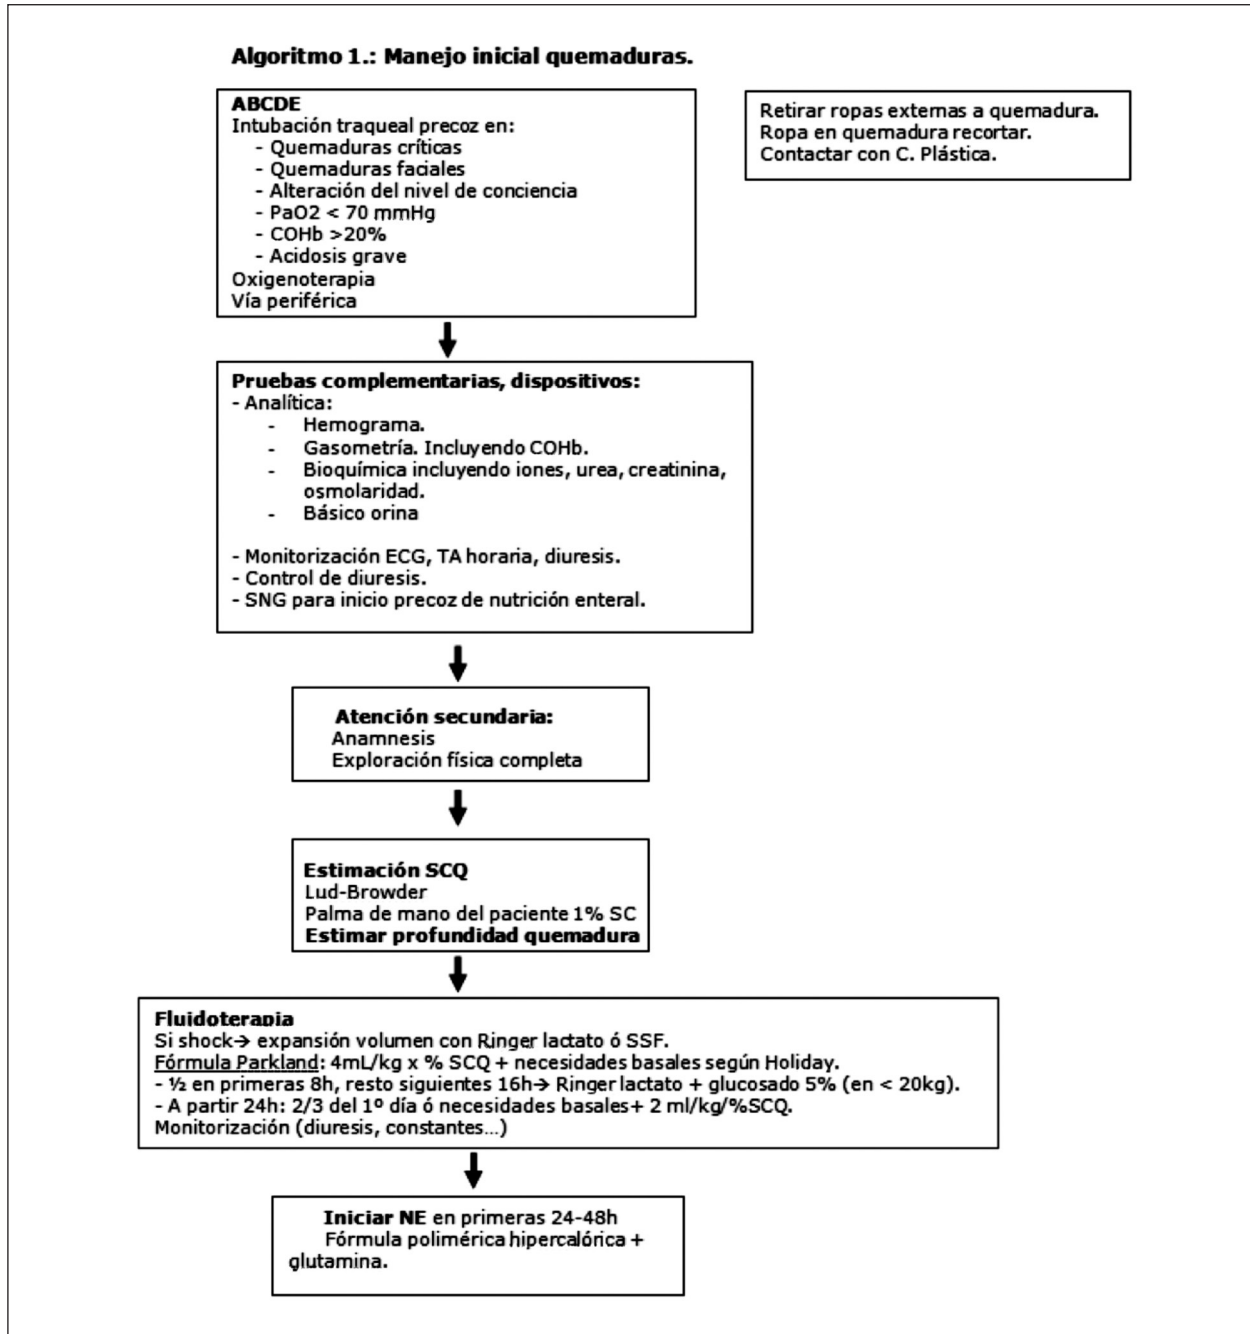 Algoritmo 1.: Manejo inicial quemaduras.
ABCDE
Intubación traqueal precoz en:
- Quemaduras críticas
- Quemaduras faciales
- Alteración del nivel de conciencia
- PaO2 < 70 mmHg
- COHb >20%
- Acidosis grave
Oxigenoterapia
Vía periférica
Retirar ropas externas a quemadura.
Ropa en quemadura recortar.
Contactar con C. Plástica.
Pruebas complementarias, dispositivos:
- Analítica:
- Hemograma.
- Gasometría. Incluyendo COHb.
- Bioquímica incluyendo iones, urea, creatinina,
osmolaridad.
- Básico orina
- Monitorización ECG, TA horaria, diuresis.
- Control de diuresis.
- SNG para inicio precoz de nutrición enteral.
Atención secundaria:
Anamnesis
Exploración física completa
Estimación SCQ
Lud-Browder
Palma de mano del paciente 1% SC
Estimar profundidad quemadura
Fluidoterapia
Si shock→ expansión volumen con Ringer lactato ó SSF.
Fórmula Parkland: 4mL/kg x % SCQ + necesidades basales según Holiday.
- ½ en primeras 8h, resto siguientes 16h→ Ringer lactato + glucosado 5% (en < 20kg).
- A partir 24h: 2/3 del 1º día ó necesidades basales+ 2 ml/kg/%SCQ.
Monitorización (diuresis, constantes...)
Iniciar NE en primeras 24-48h
Fórmula polimérica hipercalórica +
glutamina.